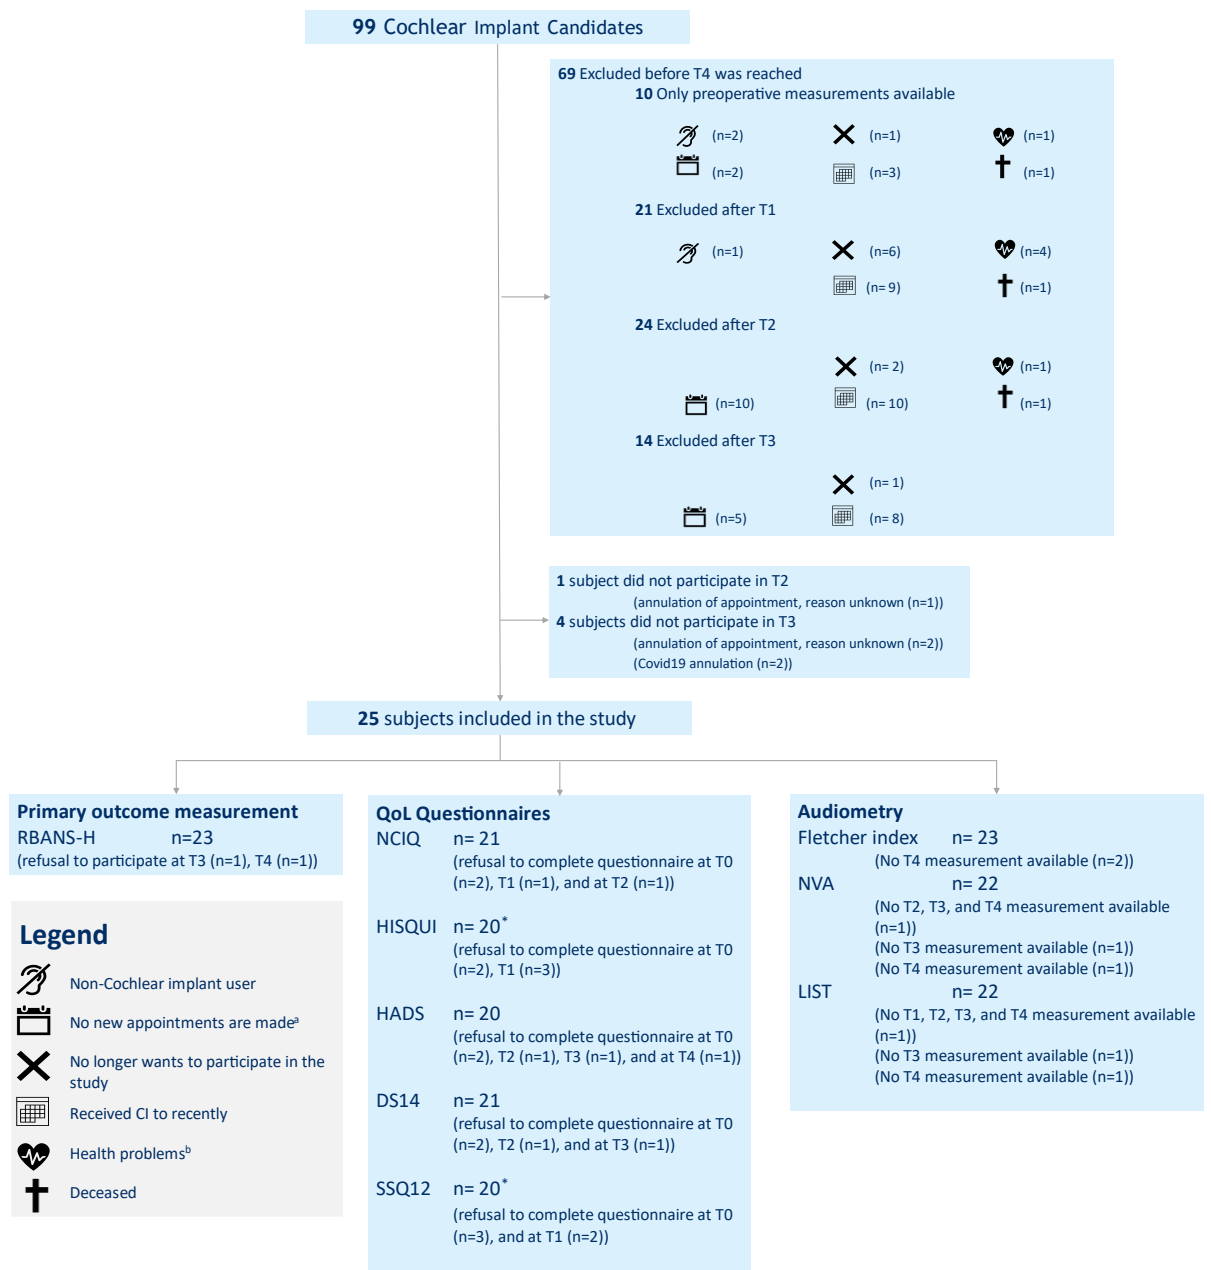 99 Cochlear Implant Candidates
69 Excluded before T4 was reached
10 Only preoperative measurements available
(n=2) (n=1) (n=1)
(n=2) (n=3) (n=1)
21 Excluded after T1
(n=1) (n=6) (n=4)
(n= 9) (n=1)
24 Excluded after T2
(n= 2) (n=1)
(n=10) (n= 10) (n=1)
14 Excluded after T3
(n= 1)
(n=5) (n= 8)
1 subject did not participate in T2
(annulation of appointment, reason unknown (n=1))
4 subjects did not participate in T3
(annulation of appointment, reason unknown (n=2))
(Covid19 annulation (n=2))
25 subjects included in the study
Primary outcome measurement
RBANS-H n=23
(refusal to participate at T3 (n=1), T4 (n=1))
Legend
Non-Cochlear implant user
No new appointments are madeᵃ
No longer wants to participate in the
study
Received CI to recently
Health problemsᵇ
Deceased
QoL Questionnaires
NCIQ n= 21
(refusal to complete questionnaire at T0
(n=2), T1 (n=1), and at T2 (n=1))
HISQUI n= 20*
(refusal to complete questionnaire at T0
(n=2), T1 (n=3))
HADS n= 20
(refusal to complete questionnaire at T0
(n=2), T2 (n=1), T3 (n=1), and at T4 (n=1))
DS14 n= 21
(refusal to complete questionnaire at T0
(n=2), T2 (n=1), and at T3 (n=1))
SSQ12 n= 20*
(refusal to complete questionnaire at T0
(n=3), and at T1 (n=2))
Audiometry
Fletcher index n= 23
(No T4 measurement available (n=2))
NVA n= 22
(No T2, T3, and T4 measurement available
(n=1))
(No T3 measurement available (n=1))
(No T4 measurement available (n=1))
LIST n= 22
(No T1, T2, T3, and T4 measurement available
(n=1))
(No T3 measurement available (n=1))
(No T4 measurement available (n=1))